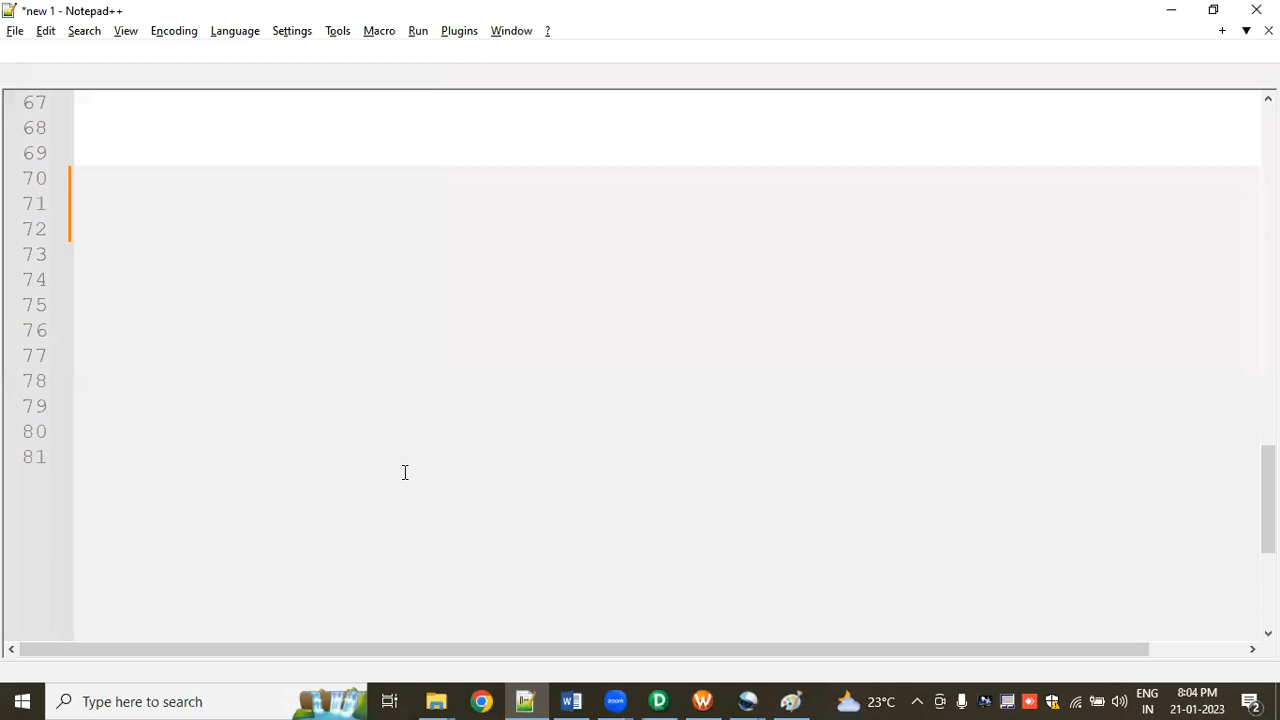 *new 1 - Notepad++
File Edit Search View Encoding Language Settings Tools Macro Run Plugins Window ?
67
68
69
70
71
72
73
74
75
76
77
78
79
80
81
Type here to search
23°C
ENG
IN
8:04 PM
21-01-2023
2